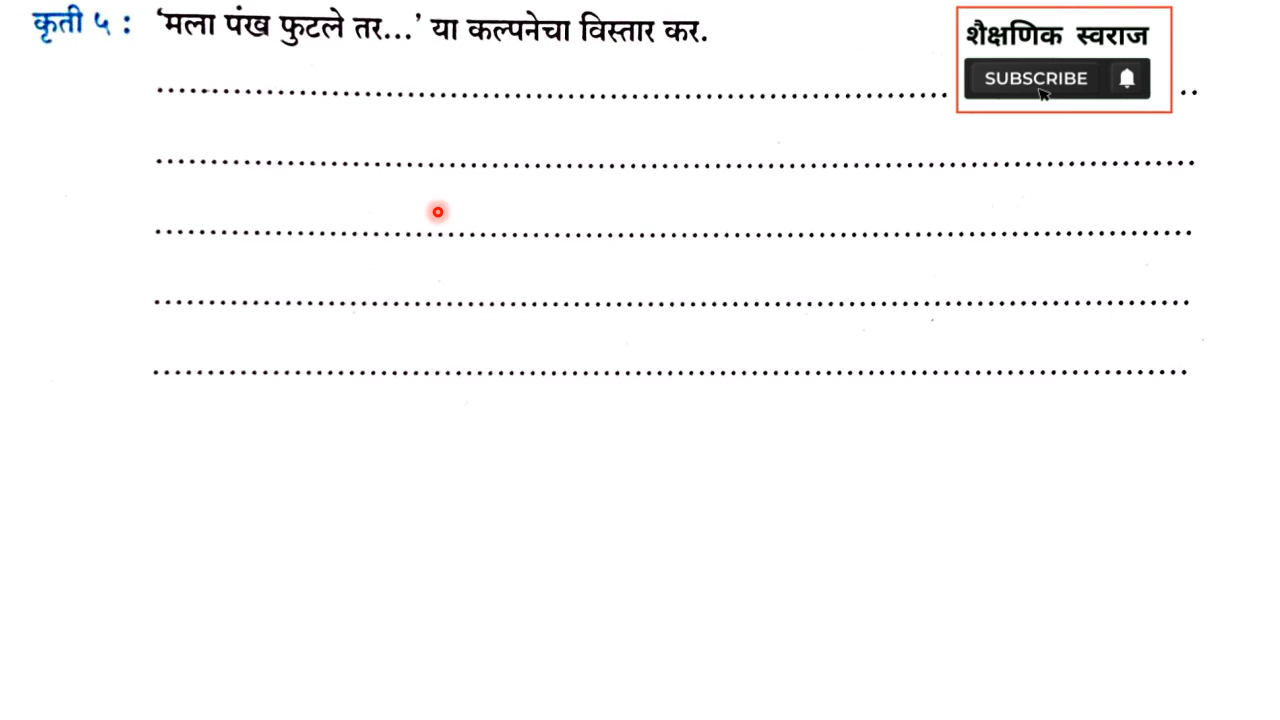 कृती ५ : ‘मला पंख फुटले तर...’ या कल्पनेचा विस्तार कर.
शैक्षणिक स्वराज
SUBSCRIBE